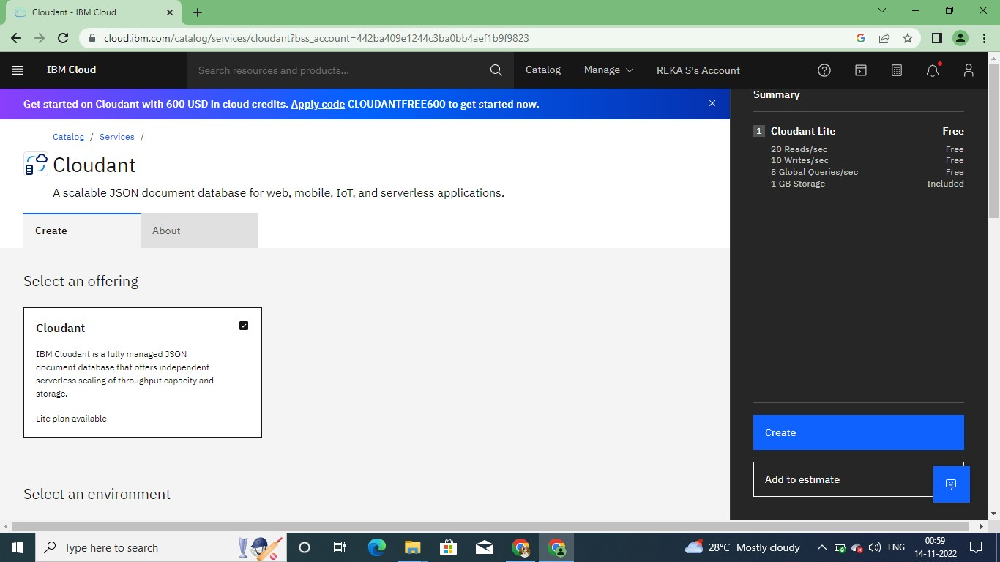 Cloudant - IBM Cloud
cloud.ibm.com/catalog/services/cloudant?bss_account=442ba409e1244c3ba0bb4aef1b9f9823
IBM Cloud
Search resources and products...
Catalog
Manage
REKA S's Account
Get started on Cloudant with 600 USD in cloud credits. Apply code CLOUDANTFREE600 to get started now.
Catalog / Services /
Cloudant
A scalable JSON document database for web, mobile, IoT, and serverless applications.
Create
About
Select an offering
Cloudant
IBM Cloudant is a fully managed JSON
document database that offers independent
serverless scaling of throughput capacity and
storage.
Lite plan available
Select an environment
Summary
1 Cloudant Lite Free
20 Reads/sec Free
10 Writes/sec Free
5 Global Queries/sec Free
1 GB Storage Included
Create
Add to estimate
Type here to search
28°C Mostly cloudy
ENG
00:59
14-11-2022